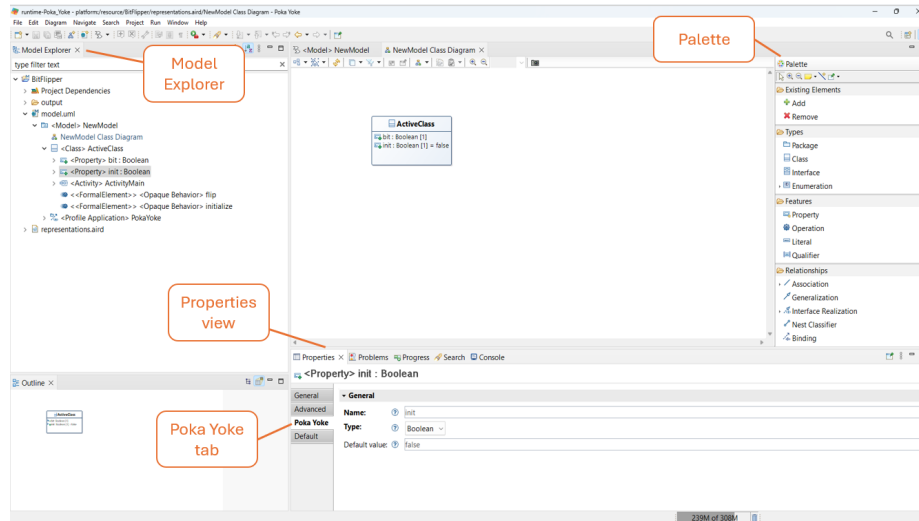 runtime-Poka_Yoke - platform:/resource/BitFlipper/representations.aird/NewModel Class Diagram - Poka Yoke
File Edit Diagram Navigate Search Project Run Window Help
Model Explorer
type filter text
BitFlipper
Project Dependencies
output
model.uml
<Model> NewModel
NewModel Class Diagram
<Class> ActiveClass
<Property> bit : Boolean
<Property> init : Boolean
<Activity> ActivityMain
<<FormalElement>> <Opaque Behavior> flip
<<FormalElement>> <Opaque Behavior> initialize
<Profile Application> PokaYoke
representations.aird
Model
Explorer
<Model> NewModel
NewModel Class Diagram
ActiveClass
bit : Boolean [1]
init : Boolean [1] = false
Palette
Palette
Existing Elements
Add
Remove
Types
Package
Class
Interface
Enumeration
Features
Property
Operation
Literal
Qualifier
Relationships
Association
Generalization
Interface Realization
Nest Classifier
Binding
Properties
view
Outline
ActiveClass
Poka Yoke
tab
Properties Problems Progress Search Console
<Property> init : Boolean
General
Advanced
Poka Yoke
Default
General
Name: init
Type: Boolean
Default value: false
239M of 308M